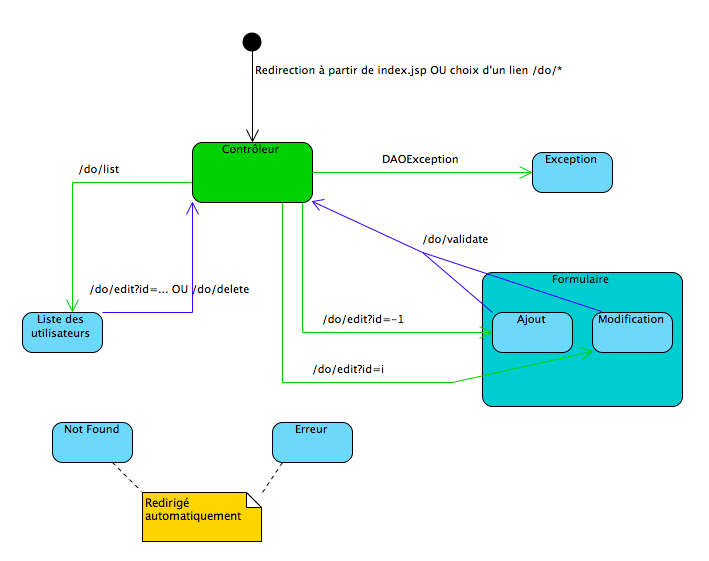 Redirection à partir de index.jsp OU choix d'un lien /do/*
Contrôleur
DAOException
Exception
/do/list
/do/validate
Formulaire
/do/edit?id=... OU /do/delete
Liste des
utilisateurs
/do/edit?id=-1
Ajout
Modification
/do/edit?id=i
Not Found
Erreur
Redirigé
automatiquement